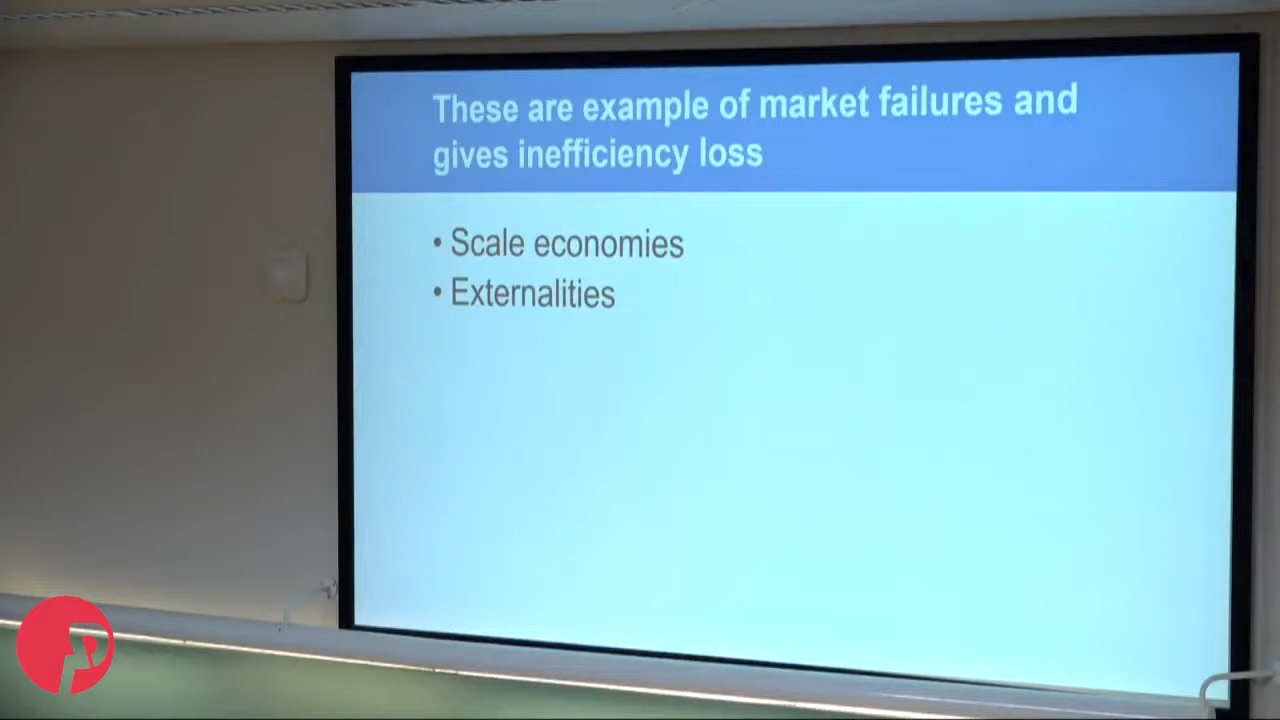 These are example of market failures and
gives inefficiency loss
• Scale economies
• Externalities